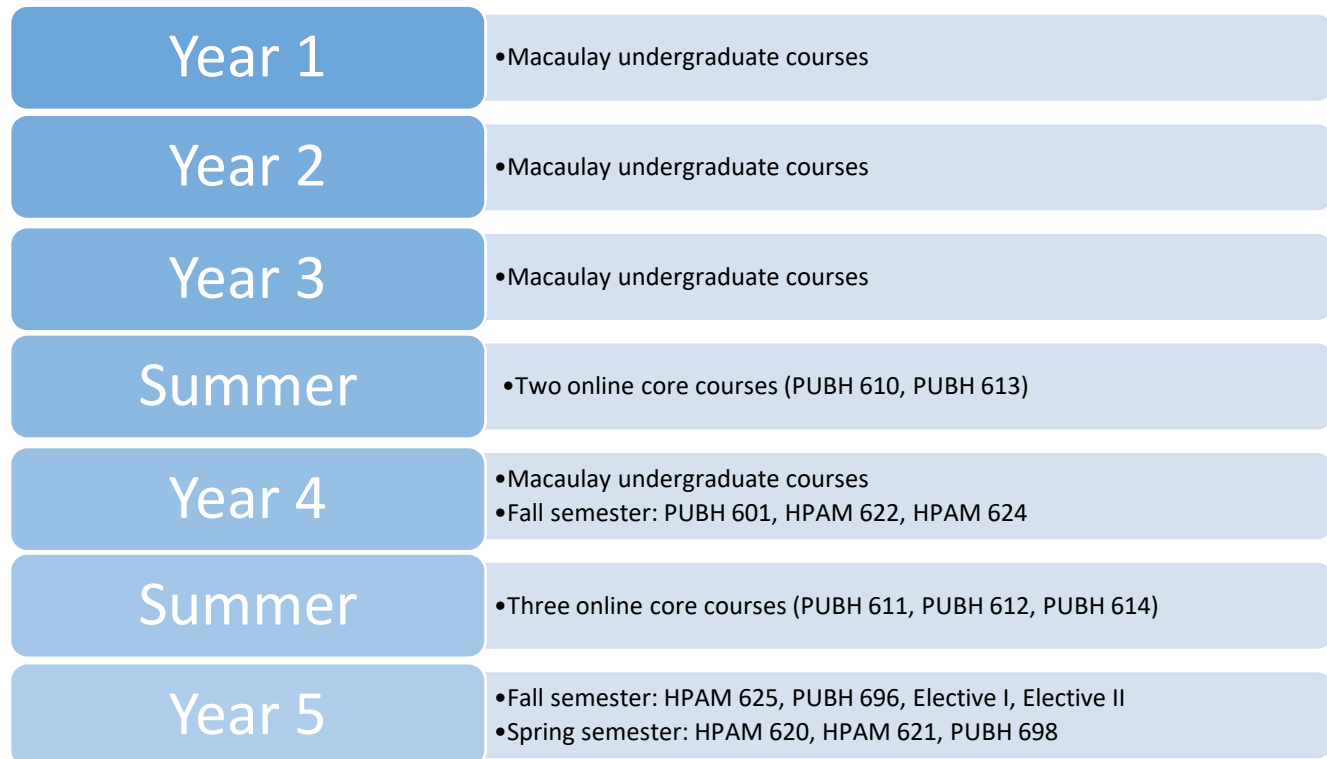 Year 1
•Macaulay undergraduate courses
Year 2
•Macaulay undergraduate courses
Year 3
•Macaulay undergraduate courses
Summer
•Two online core courses (PUBH 610, PUBH 613)
Year 4
•Macaulay undergraduate courses
•Fall semester: PUBH 601, HPAM 622, HPAM 624
Summer
•Three online core courses (PUBH 611, PUBH 612, PUBH 614)
Year 5
•Fall semester: HPAM 625, PUBH 696, Elective I, Elective II
•Spring semester: HPAM 620, HPAM 621, PUBH 698